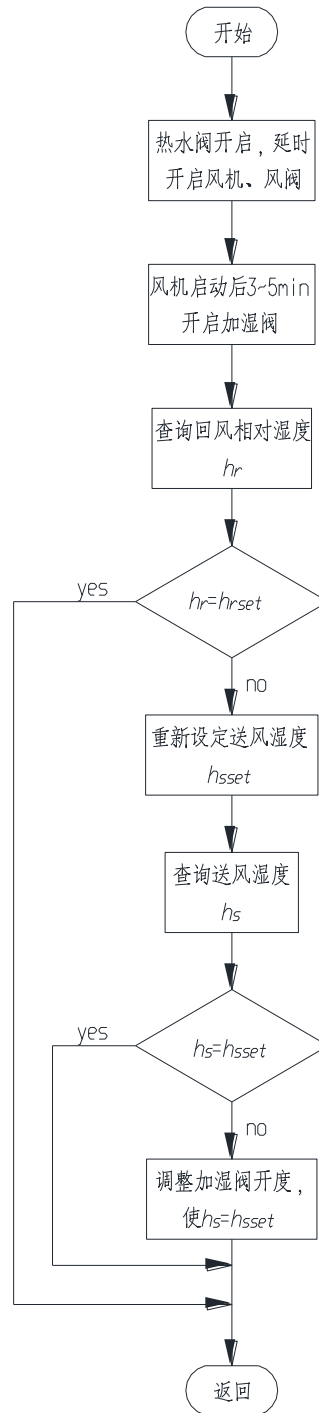 开始
热水阀开启，延时
开启风机、风阀
风机启动后3~5min
开启加湿阀
查询回风相对湿度
hr
yes
hr=hrset
no
重新设定送风湿度
hsset
查询送风湿度
hs
yes
hs=hsset
no
调整加湿阀开度，
使hs=hsset
返回